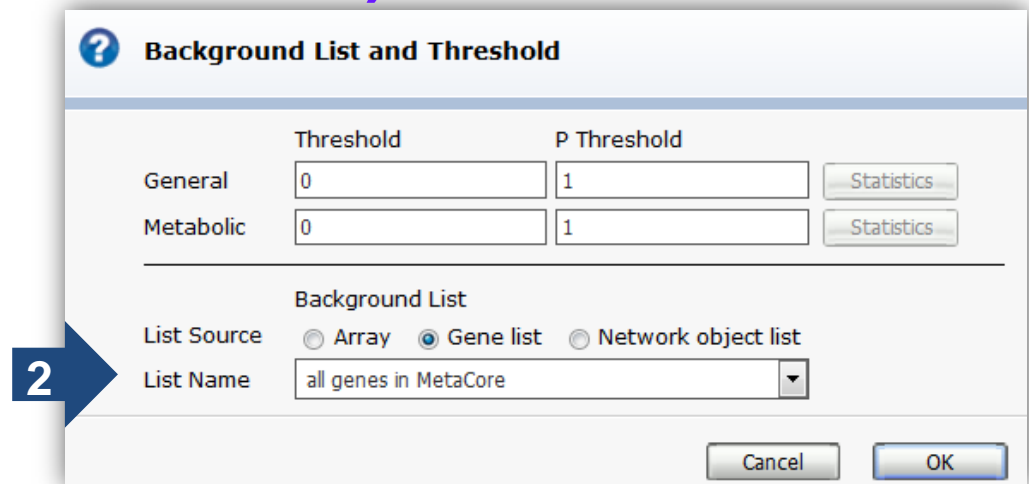 Background List and Threshold
Threshold P Threshold
General 0 1 Statistics
Metabolic 0 1 Statistics
Background List
List Source Array Gene list Network object list
2 List Name all genes in MetaCore
Cancel OK